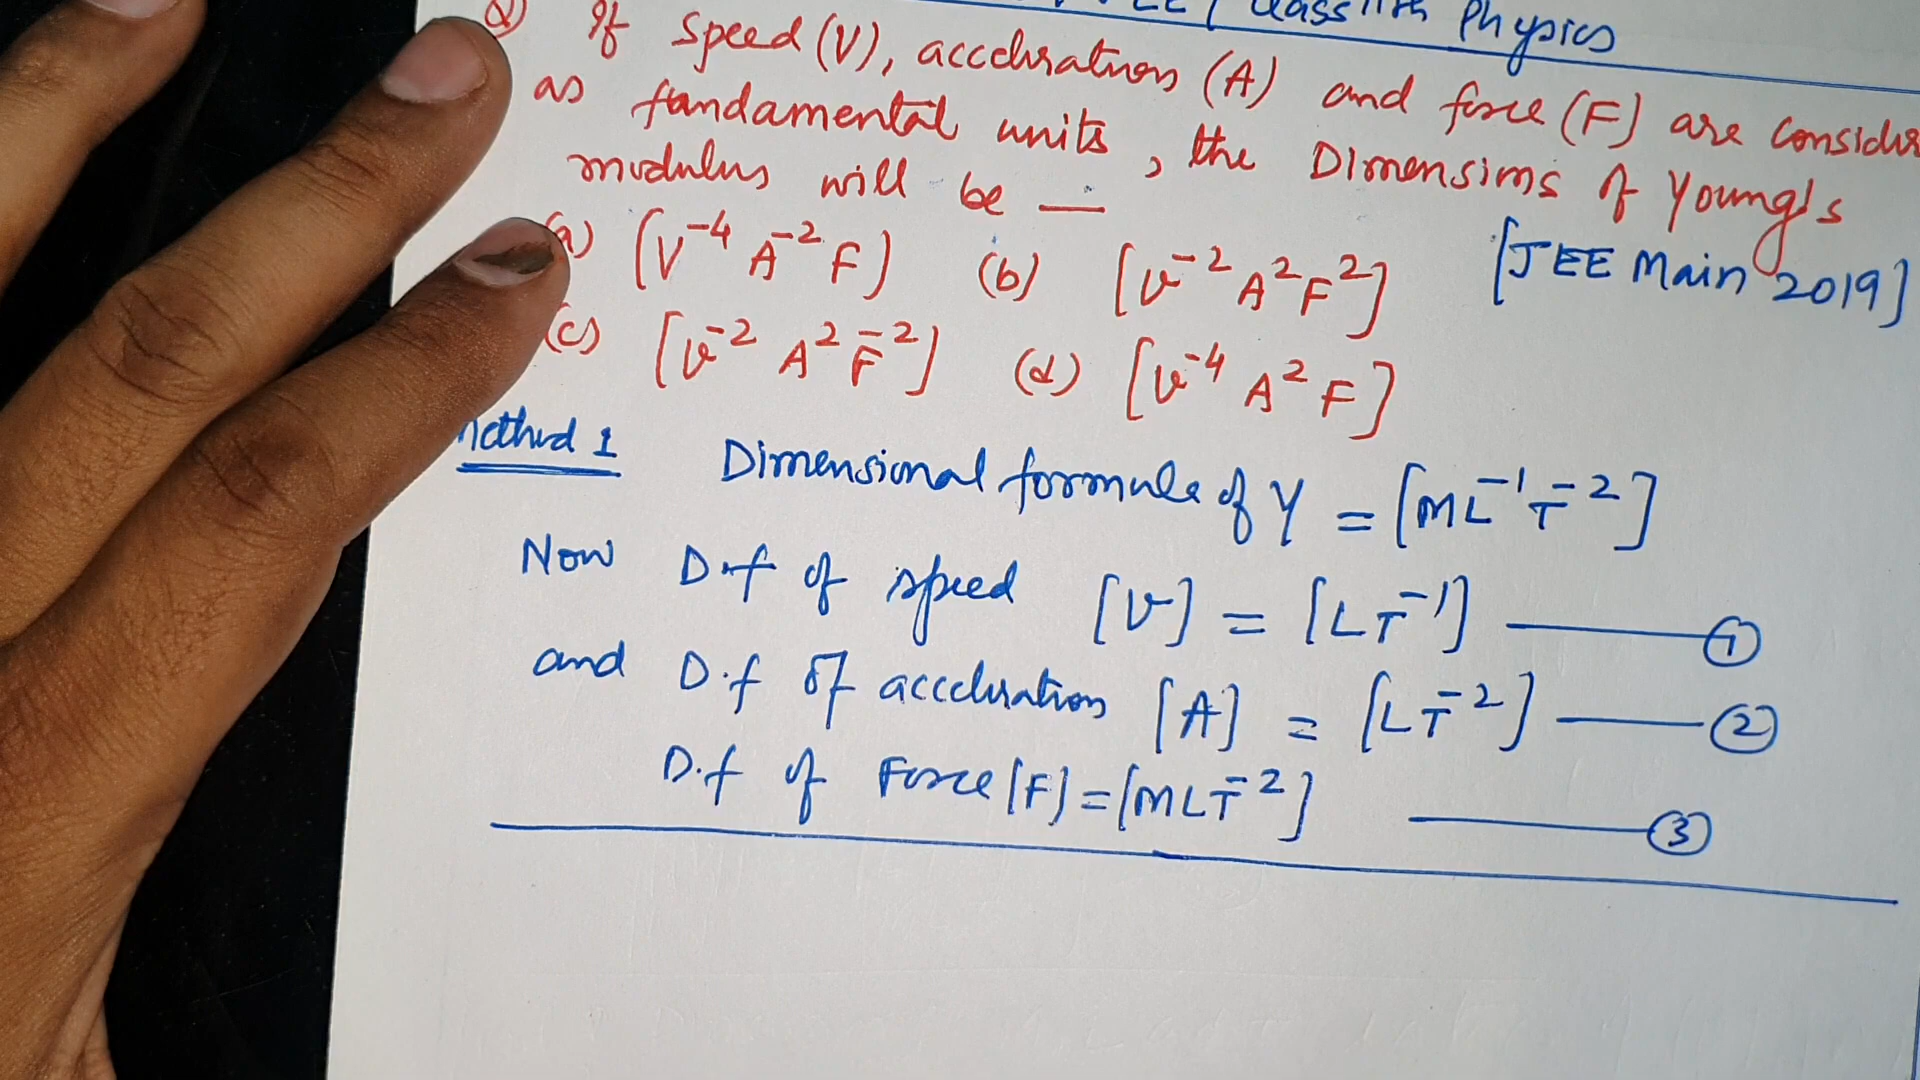 Class 11th Physics
Q) If Speed (V), acceleration (A) and force (F) are consider
as fundamental units, the Dimensions of Young's
modulus will be —
(a) [V⁻⁴ A⁻² F] (b) [V⁻² A² F²] [JEE Main 2019]
(c) [V⁻² A² F⁻²] (d) [V⁻⁴ A² F]
Method 1 Dimensional formula of Y = [ML⁻¹T⁻²]
Now D.f of speed [V] = [LT⁻¹] — ①
and D.f of acceleration [A] = [LT⁻²] — ②
D.f of Force [F] = [MLT⁻²] — ③